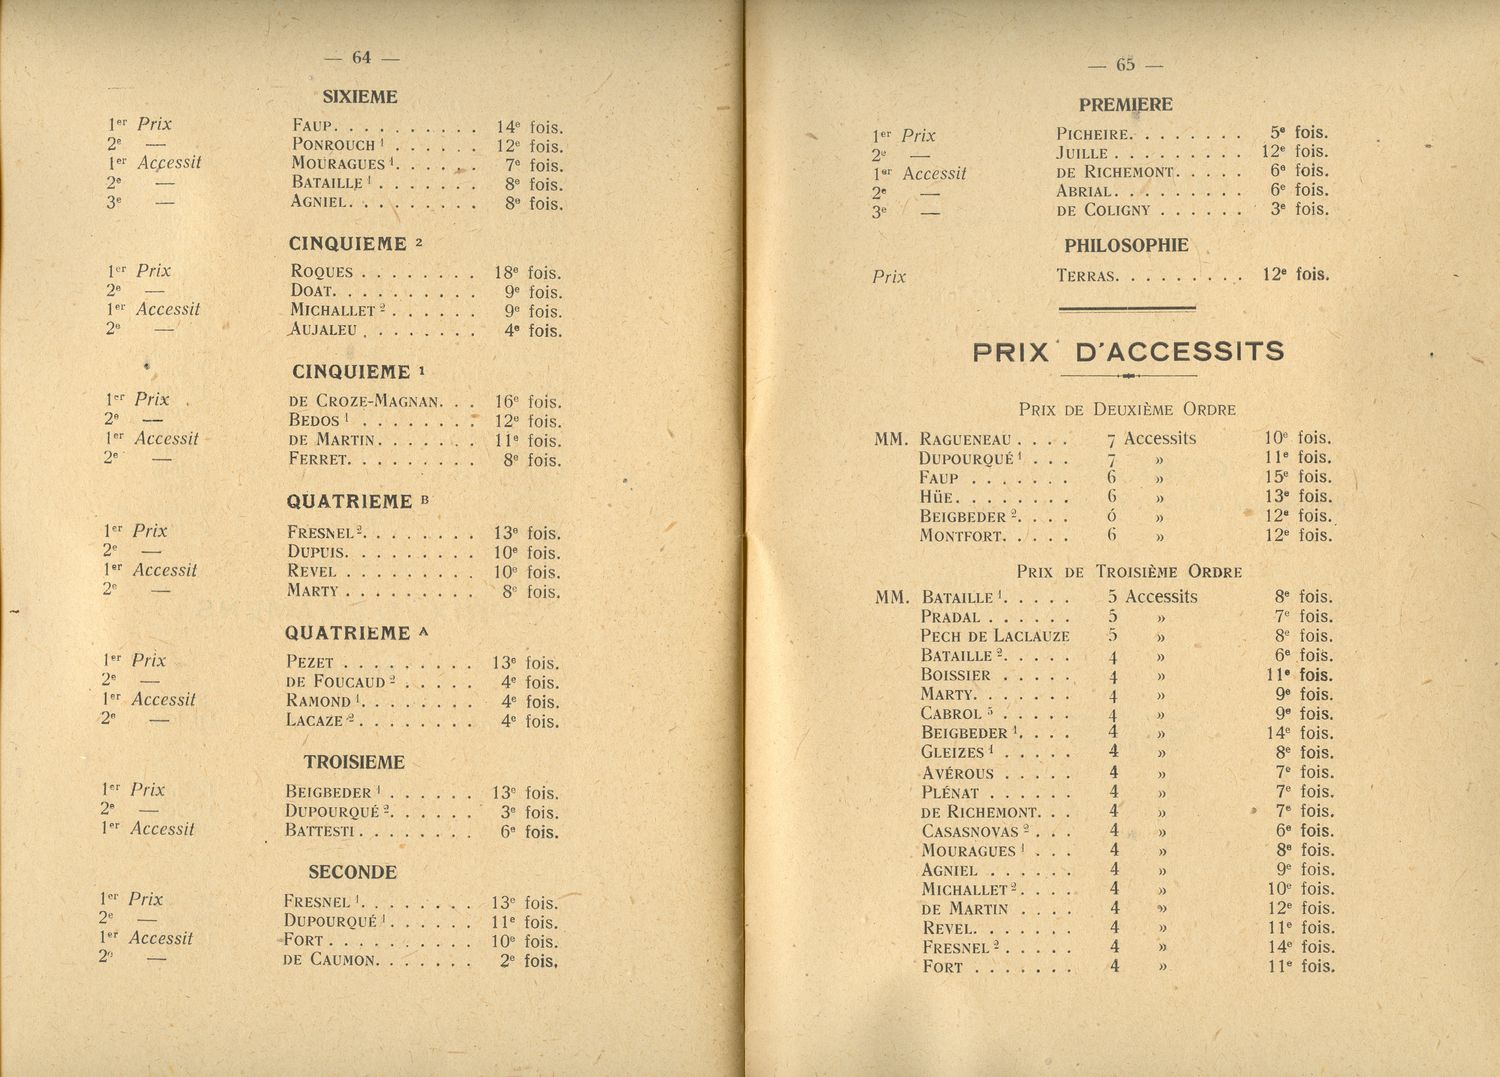 — 64 —
SIXIEME
1er Prix FAUP. . . . . . . . . . 14e fois.
2e — PONROUCH 1 . . . . . . 12e fois.
1er Accessit MOURAGUES 1. . . . . . 7e fois.
2e — BATAILLE 1 . . . . . . . 8e fois.
3e — AGNIEL. . . . . . . . . 8e fois.
CINQUIEME 2
1er Prix ROQUES . . . . . . . . 18e fois.
2e — DOAT. . . . . . . . . . 9e fois.
1er Accessit MICHALLET 2 . . . . . . 9e fois.
2e — AUJALEU . . . . . . . . 4e fois.
CINQUIEME 1
1er Prix DE CROZE-MAGNAN. . . 16e fois.
2e — BEDOS 1 . . . . . . . . 12e fois.
1er Accessit DE MARTIN. . . . . . . 11e fois.
2e — FERRET. . . . . . . . . 8e fois.
QUATRIEME B
1er Prix FRESNEL 2. . . . . . . . 13e fois.
2e — DUPUIS. . . . . . . . . 10e fois.
1er Accessit REVEL . . . . . . . . . 10e fois.
2e — MARTY . . . . . . . . . 8e fois.
QUATRIEME A
1er Prix PEZET . . . . . . . . . 13e fois.
2e — DE FOUCAUD 2 . . . . . 4e fois.
1er Accessit RAMOND 1. . . . . . . . 4e fois.
2e — LACAZE 2 . . . . . . . . 4e fois.
TROISIEME
1er Prix BEIGBEDER 1 . . . . . . 13e fois.
2e — DUPOURQUÉ 2. . . . . . 3e fois.
1er Accessit BATTESTI . . . . . . . . 6e fois.
SECONDE
1er Prix FRESNEL 1. . . . . . . . 13e fois.
2e — DUPOURQUÉ 1 . . . . . . 11e fois.
1er Accessit FORT . . . . . . . . . . 10e fois.
2e — DE CAUMON. . . . . . . 2e fois.
— 65 —
PREMIERE
1er Prix PICHEIRE. . . . . . . . 5e fois.
2e — JUILLE . . . . . . . . . 12e fois.
1er Accessit DE RICHEMONT. . . . . 6e fois.
2e — ABRIAL. . . . . . . . . 6e fois.
3e — DE COLIGNY . . . . . . 3e fois.
PHILOSOPHIE
Prix TERRAS. . . . . . . . . 12e fois.
PRIX D'ACCESSITS
PRIX DE DEUXIÈME ORDRE
MM. RAGUENEAU . . . . 7 Accessits 10e fois.
DUPOURQUÉ 1 . . . 7 » 11e fois.
FAUP . . . . . . . 6 » 15e fois.
HÜE. . . . . . . . 6 » 13e fois.
BEIGBEDER 2. . . . 6 » 12e fois.
MONTFORT. . . . . 6 » 12e fois.
PRIX DE TROISIÈME ORDRE
MM. BATAILLE 1. . . . . 5 Accessits 8e fois.
PRADAL . . . . . . 5 » 7e fois.
PECH DE LACLAUZE 5 » 8e fois.
BATAILLE 2. . . . . 4 » 6e fois.
BOISSIER . . . . . 4 » 11e fois.
MARTY. . . . . . . 4 » 9e fois.
CABROL 5 . . . . . 4 » 9e fois.
BEIGBEDER 1. . . . 4 » 14e fois.
GLEIZES 1 . . . . . 4 » 8e fois.
AVÉROUS . . . . . 4 » 7e fois.
PLÉNAT . . . . . . 4 » 7e fois.
DE RICHEMONT. . . 4 » 7e fois.
CASASNOVAS 2 . . . 4 » 6e fois.
MOURAGUES 1 . . . 4 » 8e fois.
AGNIEL . . . . . . 4 » 9e fois.
MICHALLET 2. . . . 4 » 10e fois.
DE MARTIN . . . . 4 » 12e fois.
REVEL. . . . . . . 4 » 11e fois.
FRESNEL 2 . . . . . 4 » 14e fois.
FORT . . . . . . . 4 » 11e fois.